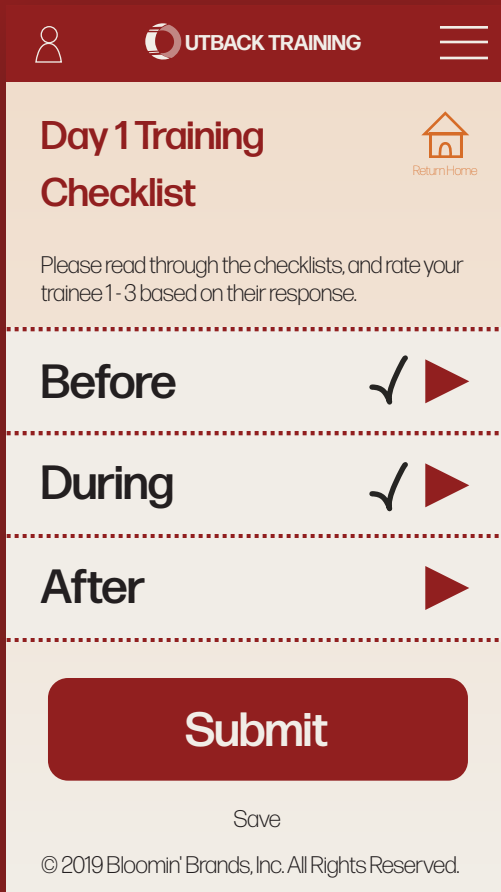 OUTBACK TRAINING
Day 1 Training
Checklist
Return Home
Please read through the checklists, and rate your
trainee 1 - 3 based on their response.
Before
During
After
Submit
Save
© 2019 Bloomin' Brands, Inc. All Rights Reserved.